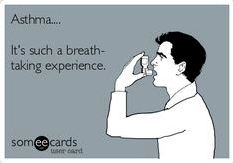 Asthma....
It's such a breath-
taking experience.
someecards
user card